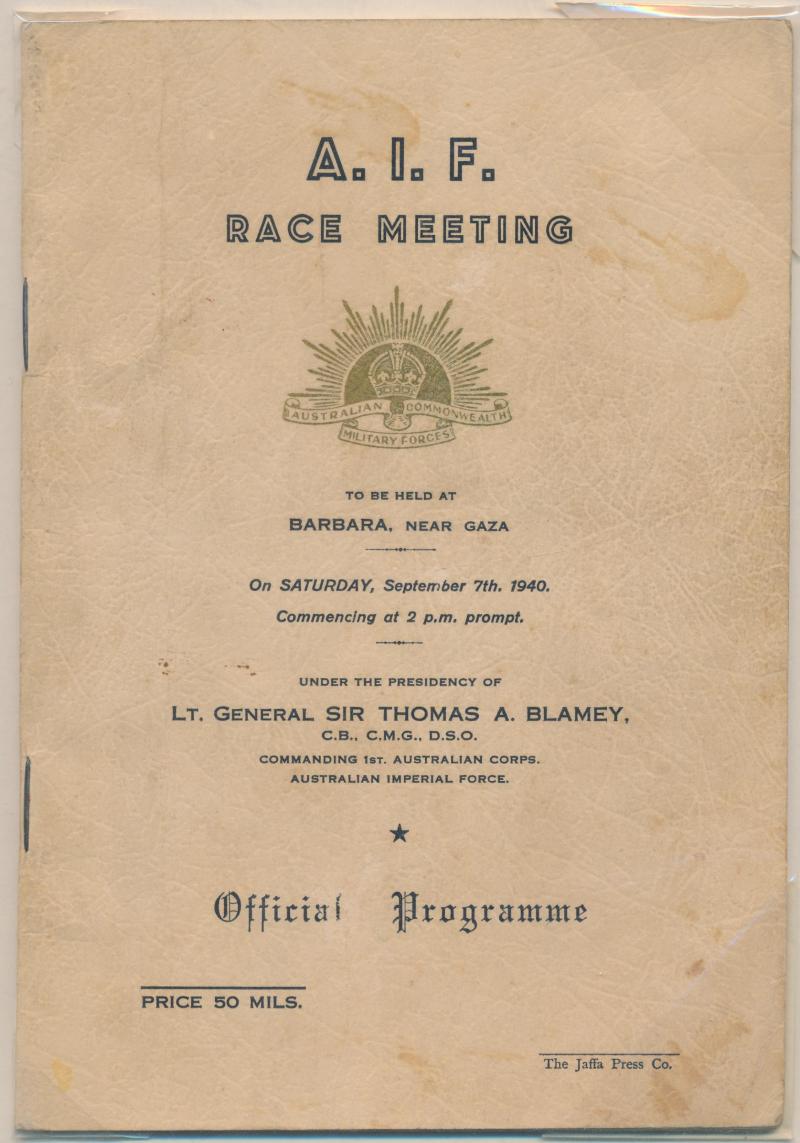 A. I. F.
RACE MEETING
AUSTRALIAN COMMONWEALTH
MILITARY FORCES
TO BE HELD AT
BARBARA, NEAR GAZA
On SATURDAY, September 7th. 1940.
Commencing at 2 p.m. prompt.
UNDER THE PRESIDENCY OF
LT. GENERAL SIR THOMAS A. BLAMEY,
C.B., C.M.G., D.S.O.
COMMANDING 1ST. AUSTRALIAN CORPS.
AUSTRALIAN IMPERIAL FORCE.
Official Programme
PRICE 50 MILS.
The Jaffa Press Co.